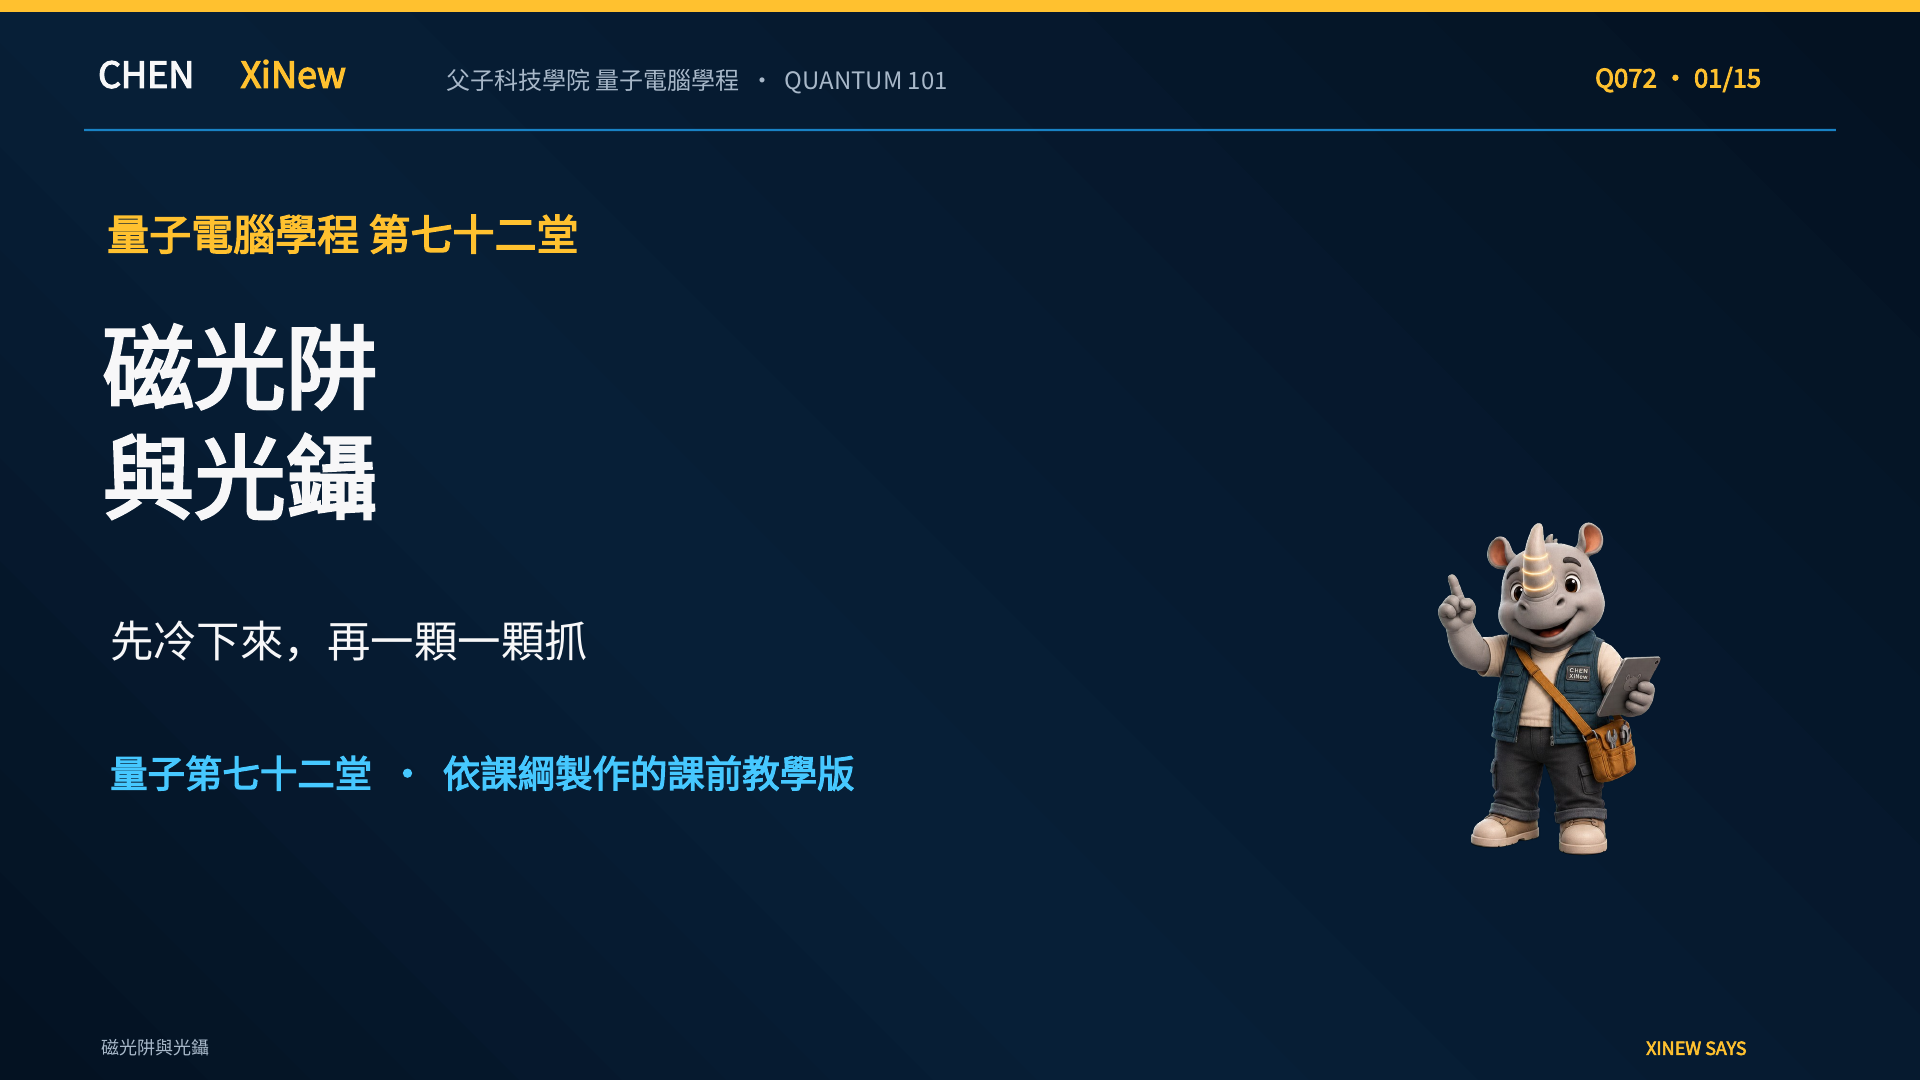 CHEN XiNew 父子科技學院 量子電腦學程 • QUANTUM 101 Q072 • 01/15
量子電腦學程 第七十二堂
磁光阱
與光鑷
先冷下來，再一顆一顆抓
量子第七十二堂 • 依課綱製作的課前教學版
CHEN
XiNew
磁光阱與光鑷
XINEW SAYS